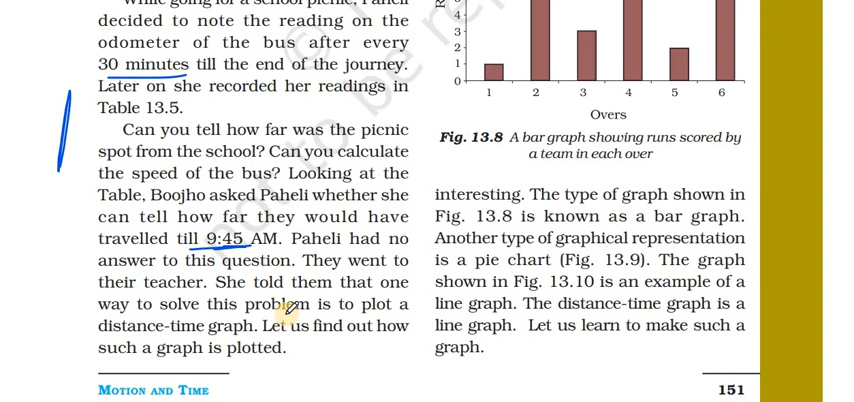 decided to note the reading on the
odometer of the bus after every
30 minutes till the end of the journey.
Later on she recorded her readings in
Table 13.5.
Can you tell how far was the picnic
spot from the school? Can you calculate
the speed of the bus? Looking at the
Table, Boojho asked Paheli whether she
can tell how far they would have
travelled till 9:45 AM. Paheli had no
answer to this question. They went to
their teacher. She told them that one
way to solve this problem is to plot a
distance-time graph. Let us find out how
such a graph is plotted.
4
3
2
1
0
1 2 3 4 5 6
Overs
Fig. 13.8 A bar graph showing runs scored by
a team in each over
interesting. The type of graph shown in
Fig. 13.8 is known as a bar graph.
Another type of graphical representation
is a pie chart (Fig. 13.9). The graph
shown in Fig. 13.10 is an example of a
line graph. The distance-time graph is a
line graph. Let us learn to make such a
graph.
MOTION AND TIME
151
not to be re